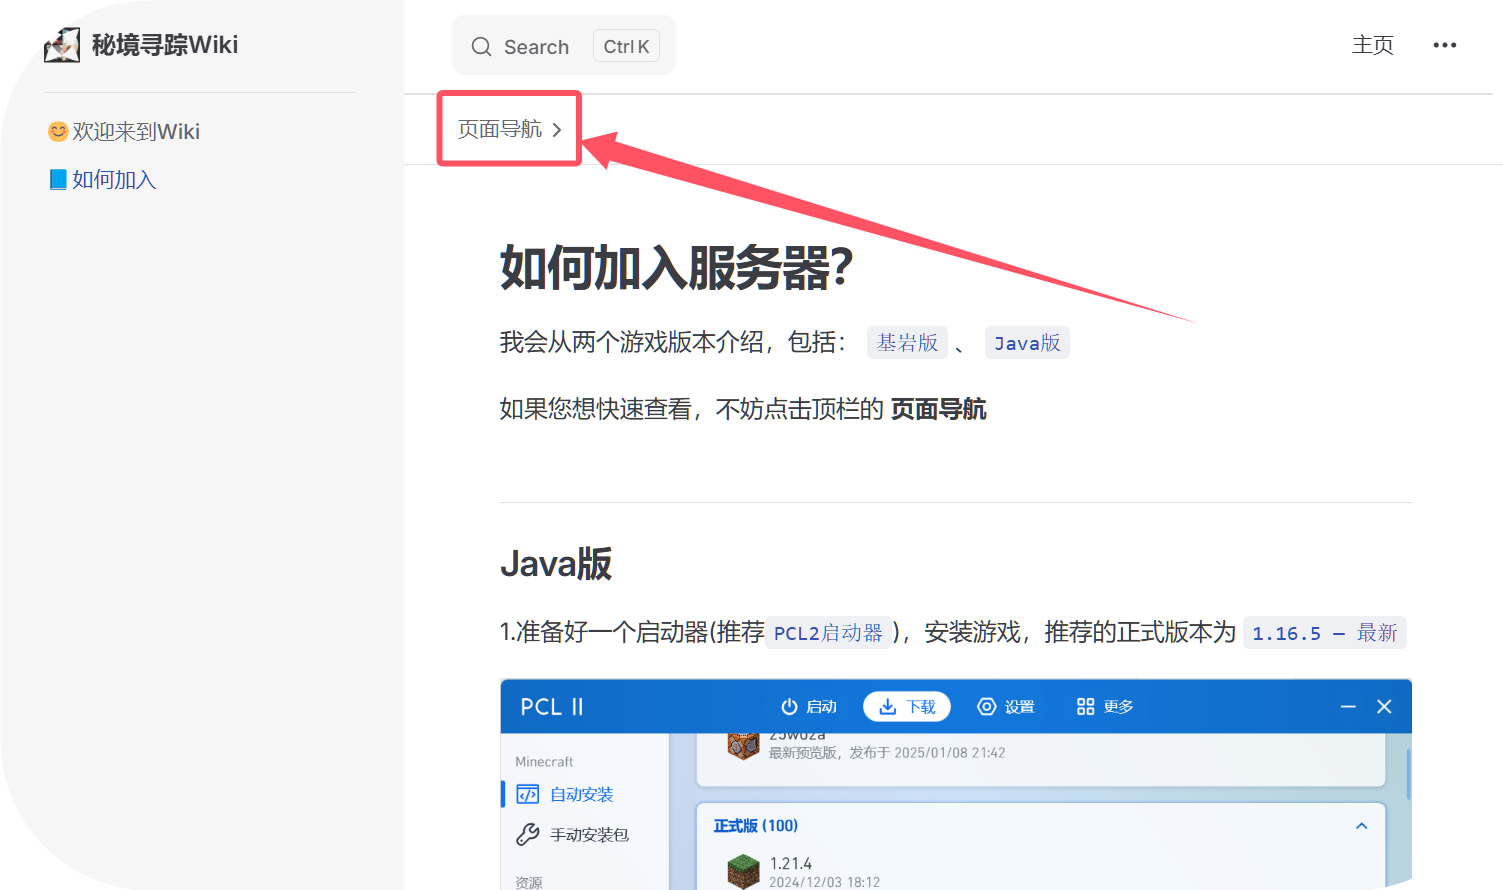 秘境寻踪Wiki
Search Ctrl K
主页
😊欢迎来到Wiki
📘如何加入
页面导航
如何加入服务器?
我会从两个游戏版本介绍，包括： 基岩版 、 Java版
如果您想快速查看，不妨点击顶栏的 页面导航
Java版
1.准备好一个启动器(推荐 PCL2启动器 )，安装游戏，推荐的正式版本为 1.16.5 – 最新
PCL II 启动 下载 设置 更多
Minecraft
自动安装
手动安装包
资源
25w02a
最新预览版，发布于 2025/01/08 21:42
正式版 (100)
1.21.4
2024/12/03 18:12